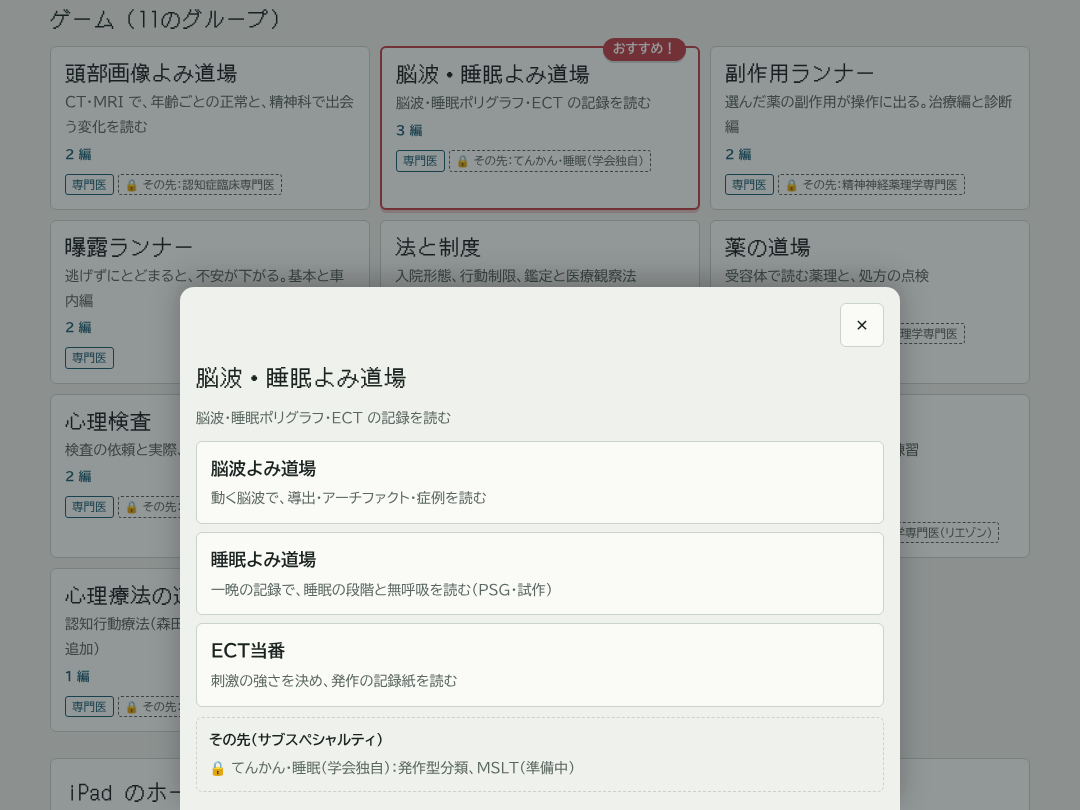 ゲーム（11のグループ）
おすすめ！
頭部画像よみ道場
CT・MRI で、年齢ごとの正常と、精神科で出会
う変化を読む
2 編
専門医
🔒 その先：認知症臨床専門医
脳波・睡眠よみ道場
脳波・睡眠ポリグラフ・ECT の記録を読む
3 編
専門医
🔒 その先：てんかん・睡眠（学会独自）
副作用ランナー
選んだ薬の副作用が操作に出る。治療編と診断
編
2 編
専門医
🔒 その先：精神神経薬理学専門医
曝露ランナー
逃げずにとどまると、不安が下がる。基本と車
内編
2 編
専門医
法と制度
入院形態、行動制限、鑑定と医療観察法
薬の道場
受容体で読む薬理と、処方の点検
理学専門医
心理検査
検査の依頼と実際、
2 編
専門医
🔒 その先：
練習
学専門医（リエゾン）
心理療法の道
認知行動療法（森田
追加）
1 編
専門医
🔒 その先：
iPad のホー
×
脳波・睡眠よみ道場
脳波・睡眠ポリグラフ・ECT の記録を読む
脳波よみ道場
動く脳波で、導出・アーチファクト・症例を読む
睡眠よみ道場
一晩の記録で、睡眠の段階と無呼吸を読む（PSG・試作）
ECT当番
刺激の強さを決め、発作の記録紙を読む
その先（サブスペシャルティ）
🔒 てんかん・睡眠（学会独自）：発作型分類、MSLT（準備中）